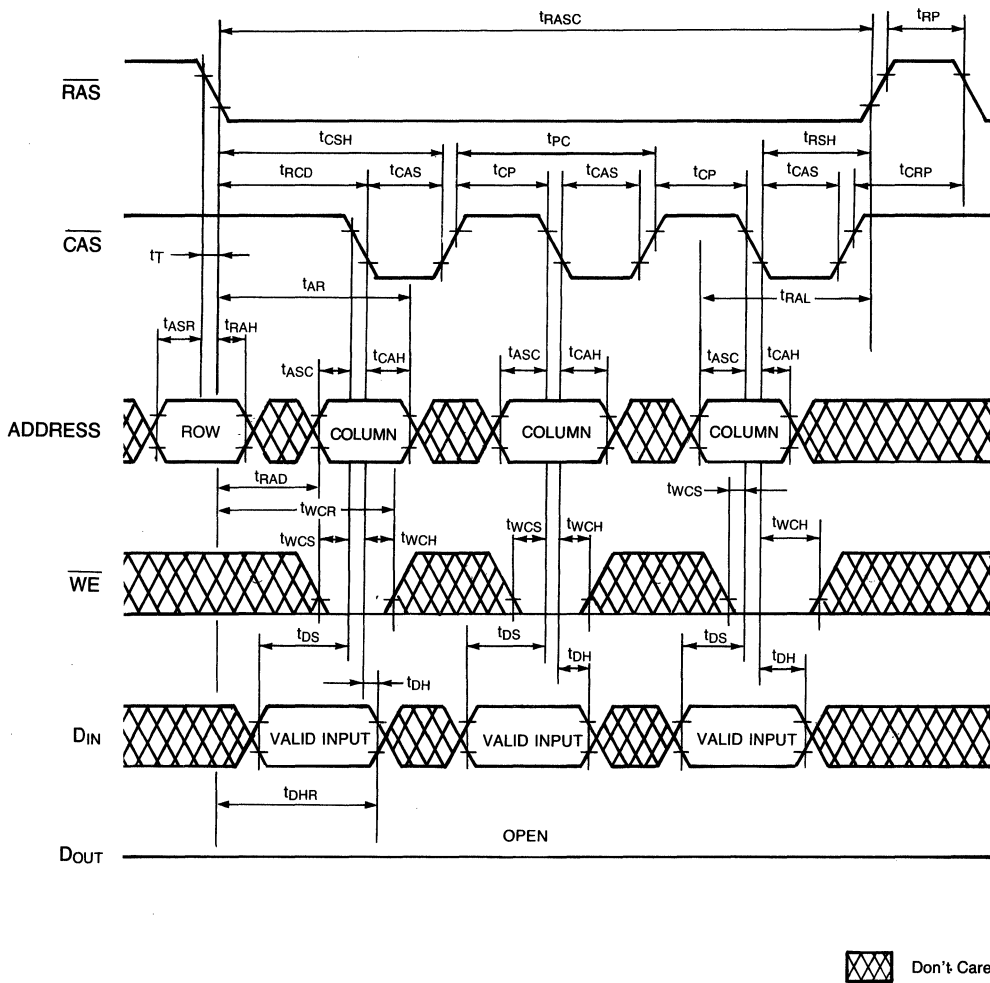 tRASC tRP
RAS
tCSH tPC tRSH
tRCD tCAS tCP tCAS tCP tCAS tCRP
CAS
tT
tAR tRAL
tASR tRAH
tASC tCAH tASC tCAH tASC tCAH
ADDRESS ROW COLUMN COLUMN COLUMN
tRAD tWCS
tWCR
tWCS tWCH tWCS tWCH tWCH
WE
tDS tDS tDS
tDH tDH tDH
DIN VALID INPUT VALID INPUT VALID INPUT
tDHR
OPEN
DOUT
Don't Care